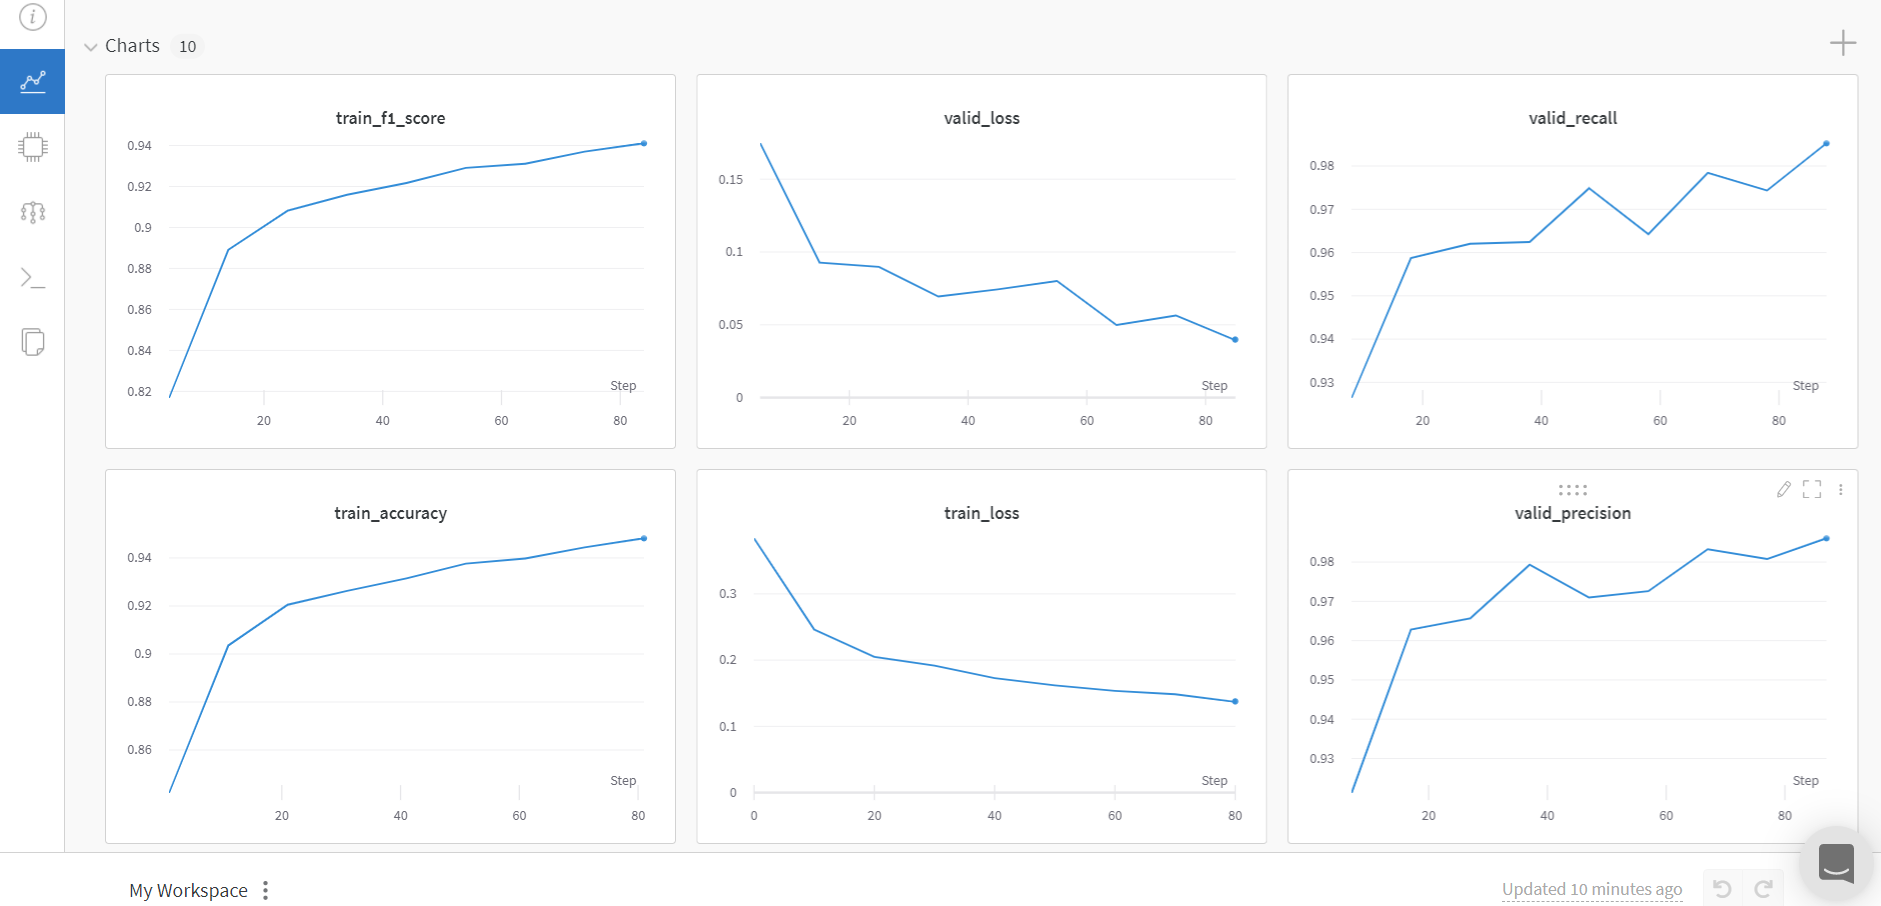 Charts 10
train_f1_score
0.94
0.92
0.9
0.88
0.86
0.84
0.82
Step
20 40 60 80
valid_loss
0.15
0.1
0.05
0
Step
20 40 60 80
valid_recall
0.98
0.97
0.96
0.95
0.94
0.93
Step
20 40 60 80
train_accuracy
0.94
0.92
0.9
0.88
0.86
Step
20 40 60 80
train_loss
0.3
0.2
0.1
0
Step
0 20 40 60 80
valid_precision
0.98
0.97
0.96
0.95
0.94
0.93
Step
20 40 60 80
My Workspace
Updated 10 minutes ago